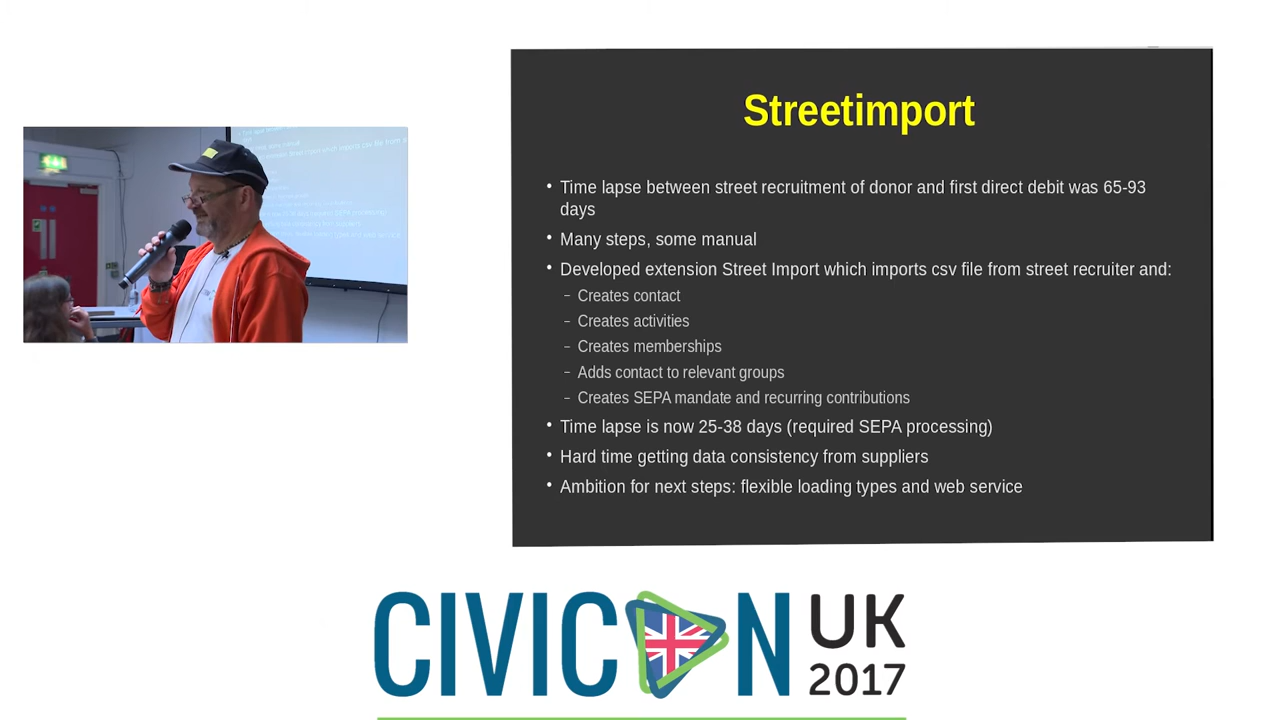 Streetimport
• Time lapse between street recruitment of donor and first direct debit was 65-93
days
• Many steps, some manual
• Developed extension Street Import which imports csv file from street recruiter and:
– Creates contact
– Creates activities
– Creates memberships
– Adds contact to relevant groups
– Creates SEPA mandate and recurring contributions
• Time lapse is now 25-38 days (required SEPA processing)
• Hard time getting data consistency from suppliers
• Ambition for next steps: flexible loading types and web service
CIVICON UK
2017